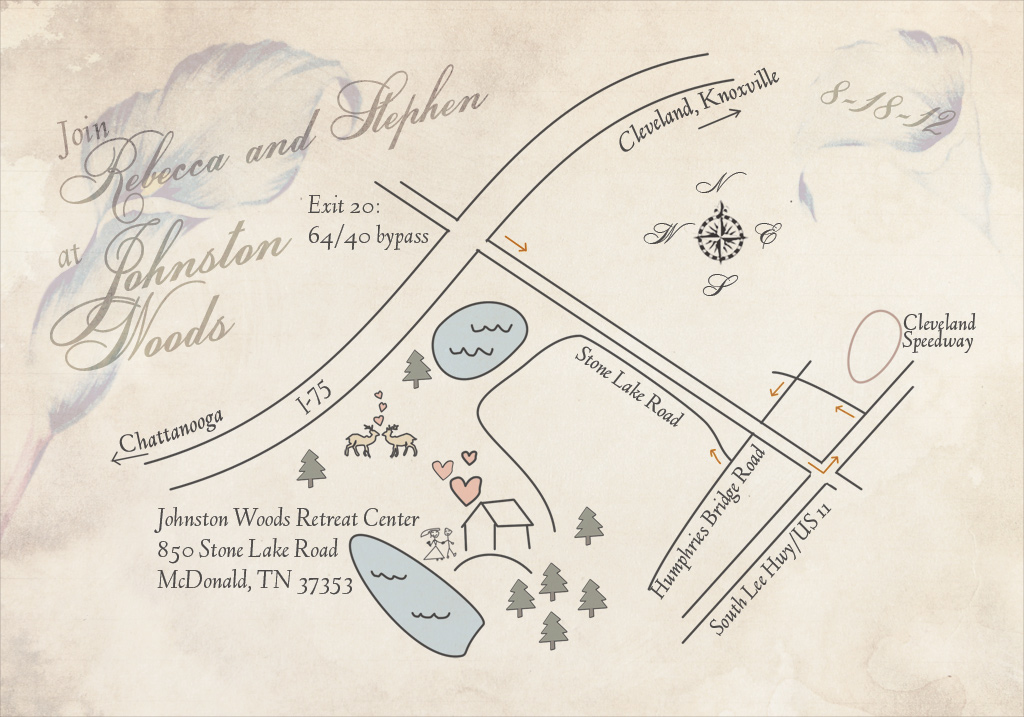 Join
Rebecca and Stephen
at Johnston
Woods
8-18-12
Cleveland, Knoxville
Exit 20:
64/40 bypass
N
W E
S
Cleveland
Speedway
Stone Lake Road
I-75
Chattanooga
Humphries Bridge Road
South Lee Hwy/US 11
Johnston Woods Retreat Center
850 Stone Lake Road
McDonald, TN 37353